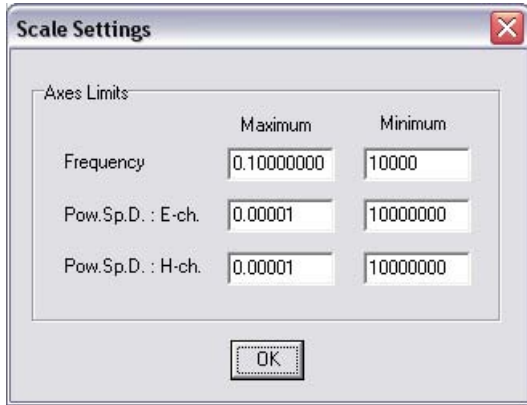 Scale Settings
Axes Limits
Maximum Minimum
Frequency 0.10000000 10000
Pow.Sp.D. : E-ch. 0.00001 10000000
Pow.Sp.D. : H-ch. 0.00001 10000000
OK